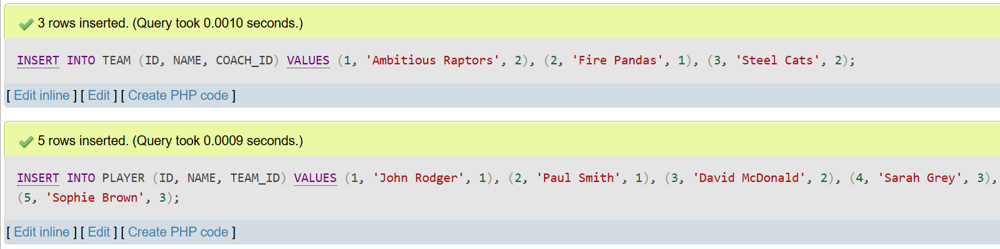 3 rows inserted. (Query took 0.0010 seconds.)
INSERT INTO TEAM (ID, NAME, COACH_ID) VALUES (1, 'Ambitious Raptors', 2), (2, 'Fire Pandas', 1), (3, 'Steel Cats', 2);
[ Edit inline ] [ Edit ] [ Create PHP code ]
5 rows inserted. (Query took 0.0009 seconds.)
INSERT INTO PLAYER (ID, NAME, TEAM_ID) VALUES (1, 'John Rodger', 1), (2, 'Paul Smith', 1), (3, 'David McDonald', 2), (4, 'Sarah Grey', 3),
(5, 'Sophie Brown', 3);
[ Edit inline ] [ Edit ] [ Create PHP code ]